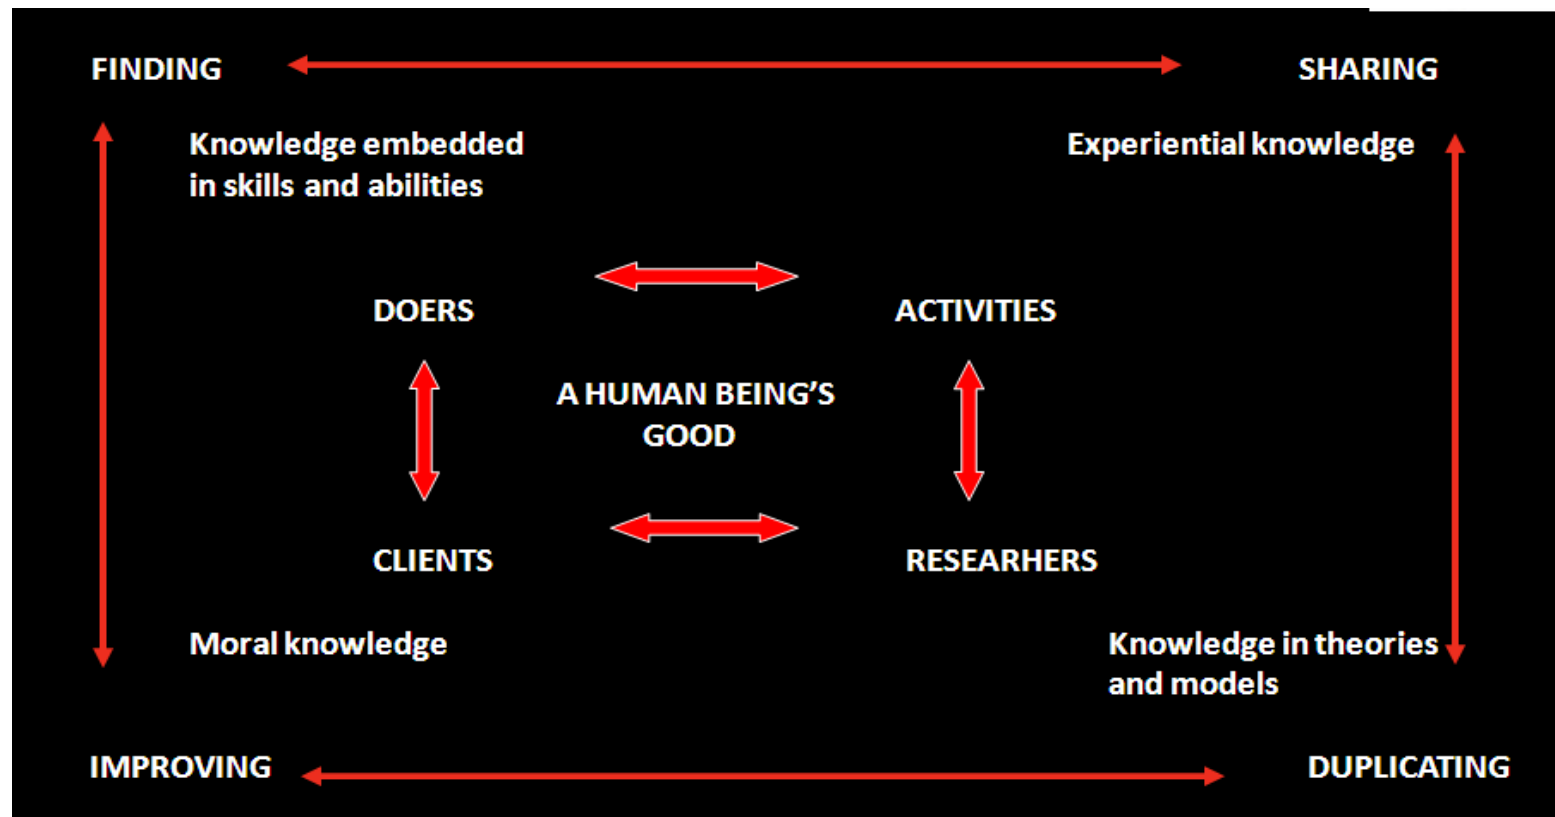 FINDING
SHARING
Knowledge embedded
in skills and abilities
Experiential knowledge
DOERS
ACTIVITIES
A HUMAN BEING’S
GOOD
CLIENTS
RESEARHERS
Moral knowledge
Knowledge in theories
and models
IMPROVING
DUPLICATING